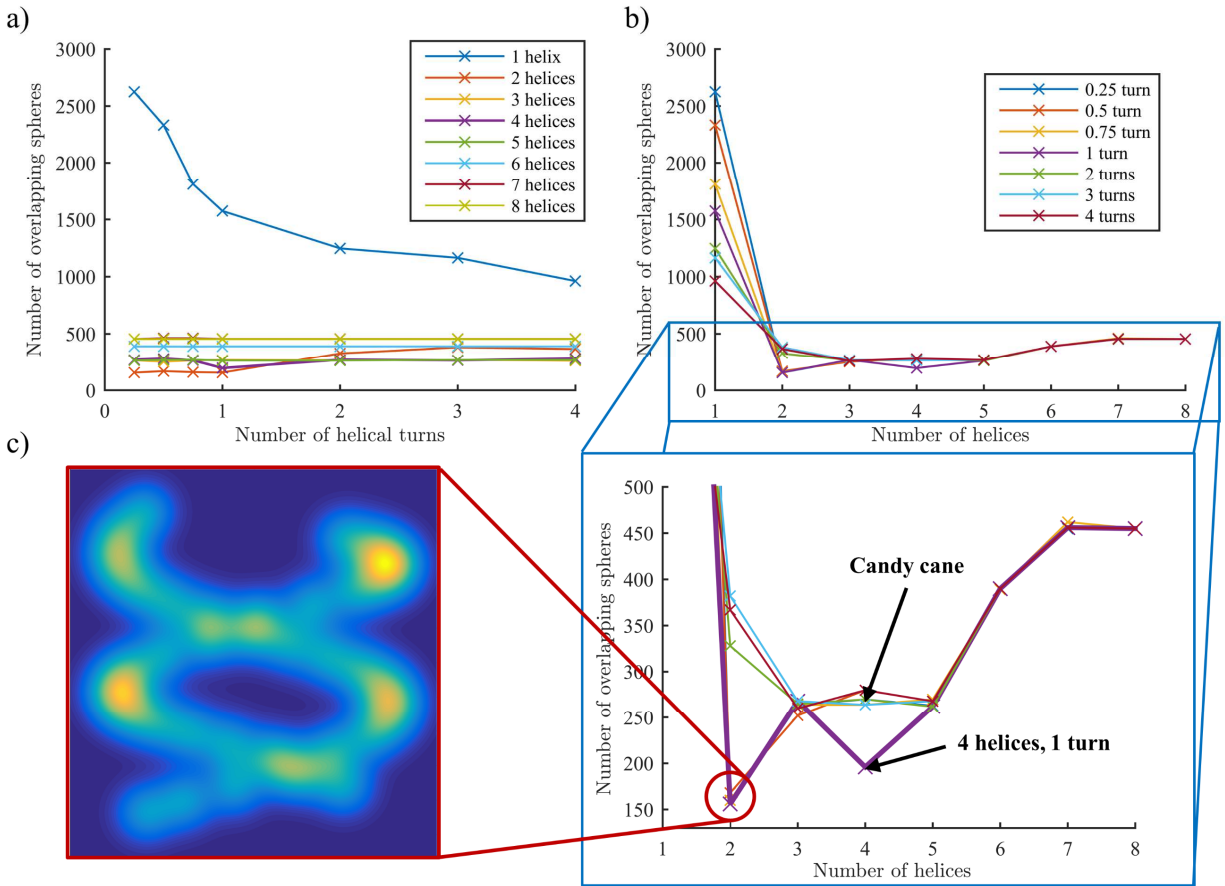 a)
3000
2500
2000
1500
1000
500
0
Number of overlapping spheres
0
1
2
3
4
Number of helical turns
1 helix
2 helices
3 helices
4 helices
5 helices
6 helices
7 helices
8 helices
b)
3000
2500
2000
1500
1000
500
0
Number of overlapping spheres
1
2
3
4
5
6
7
8
Number of helices
0.25 turn
0.5 turn
0.75 turn
1 turn
2 turns
3 turns
4 turns
c)
500
450
400
350
300
250
200
150
Number of overlapping spheres
Candy cane
4 helices, 1 turn
1
2
3
4
5
6
7
8
Number of helices